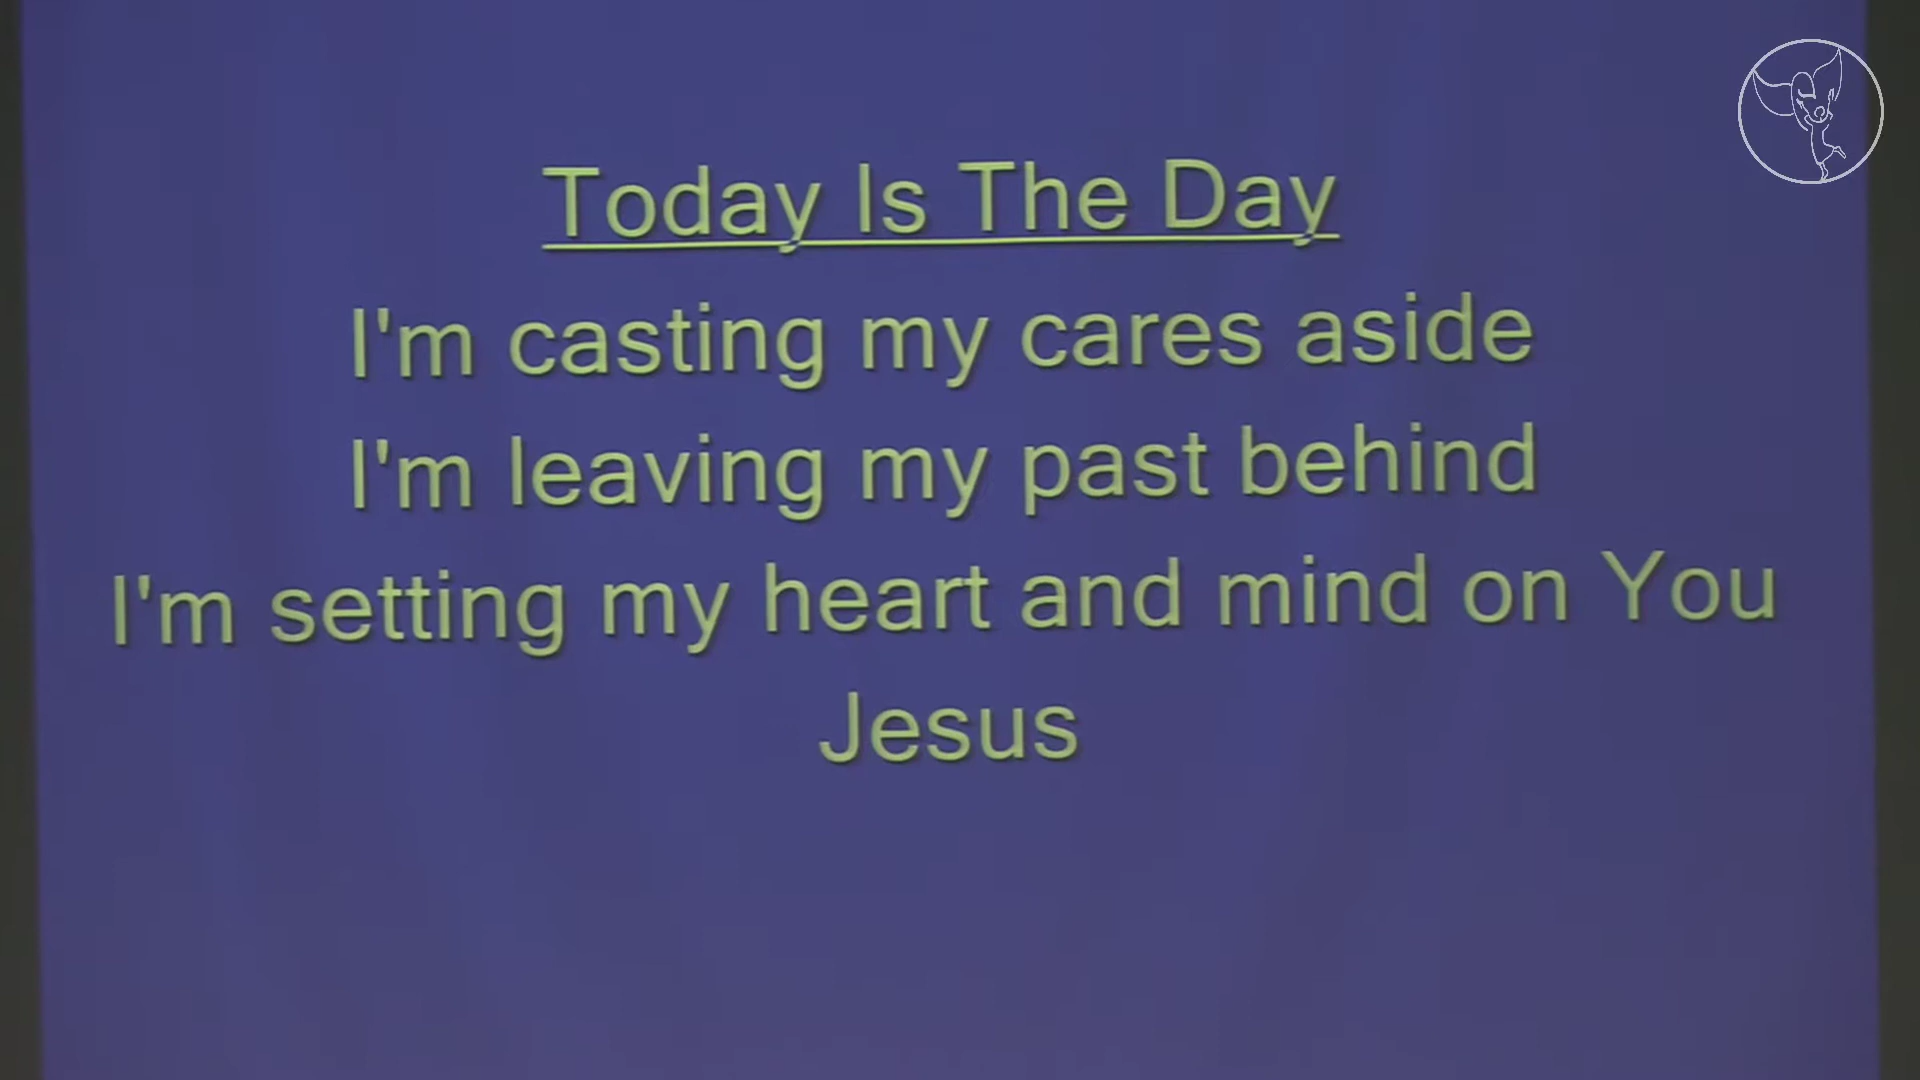 Today Is The Day
I'm casting my cares aside
I'm leaving my past behind
I'm setting my heart and mind on You
Jesus